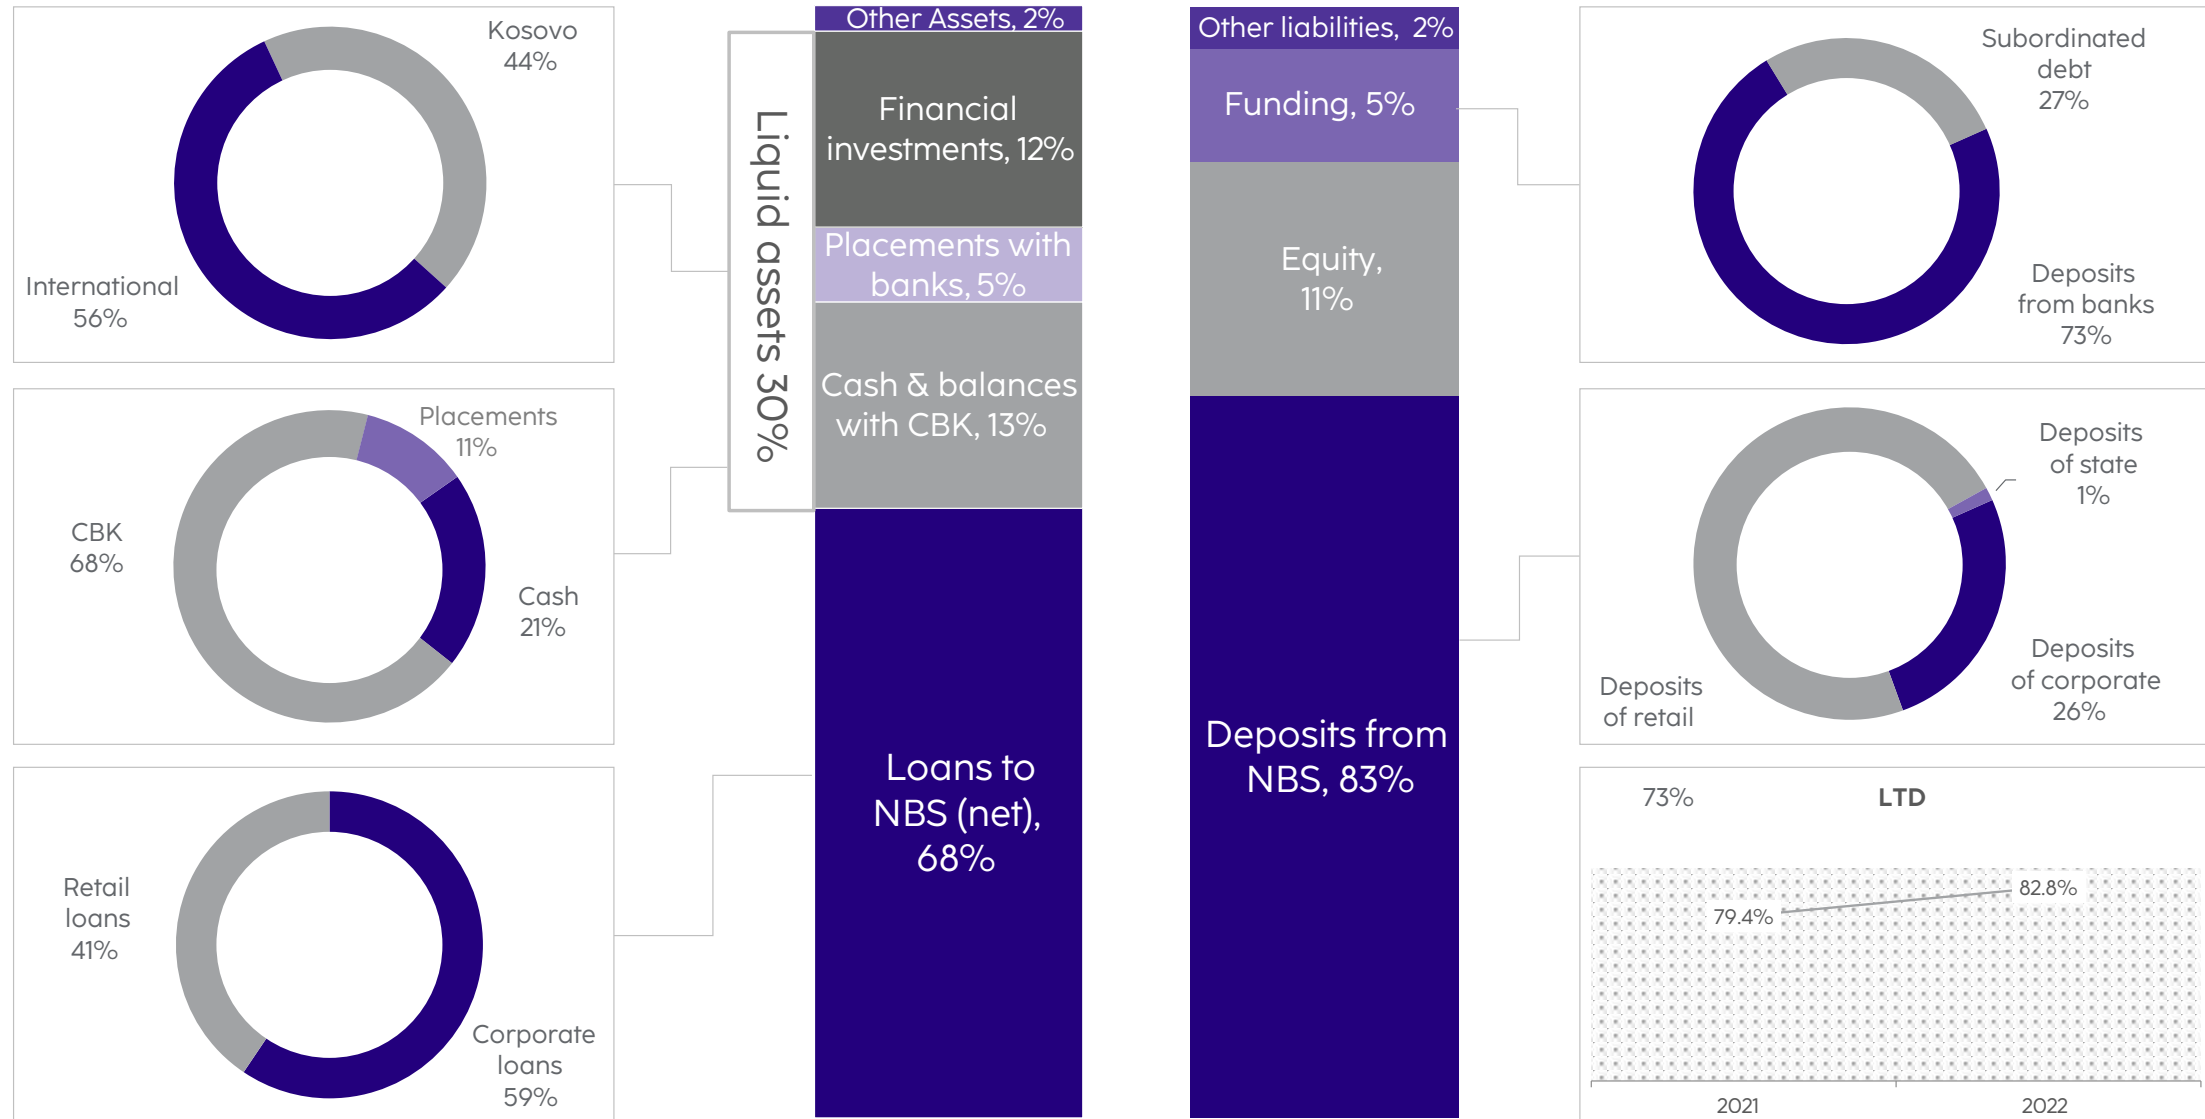 Kosovo
44%
International
56%
Placements
11%
CBK
68%
Cash
21%
Retail
loans
41%
Corporate
loans
59%
Liquid assets 30%
Other Assets, 2%
Financial
investments, 12%
Placements with
banks, 5%
Cash & balances
with CBK, 13%
Loans to
NBS (net),
68%
Other liabilities, 2%
Funding, 5%
Equity,
11%
Deposits from
NBS, 83%
Subordinated
debt
27%
Deposits
from banks
73%
Deposits
of state
1%
Deposits
of corporate
26%
Deposits
of retail
73%
LTD
79.4%
82.8%
2021
2022